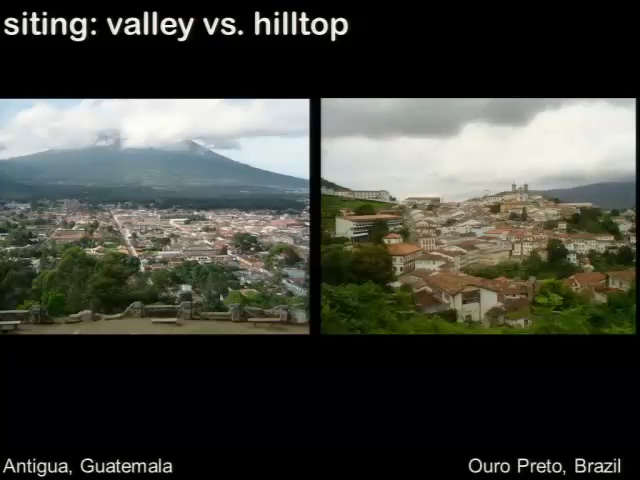 siting: valley vs. hilltop
Antigua, Guatemala
Ouro Preto, Brazil